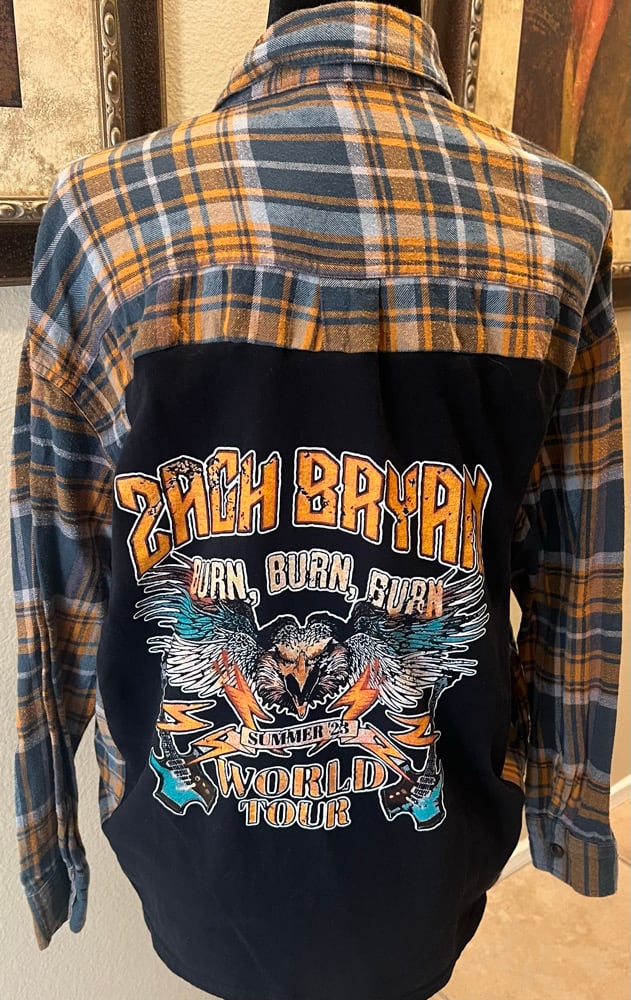 ZACH BRYAN
BURN, BURN, BURN
SUMMER 23
WORLD
TOUR